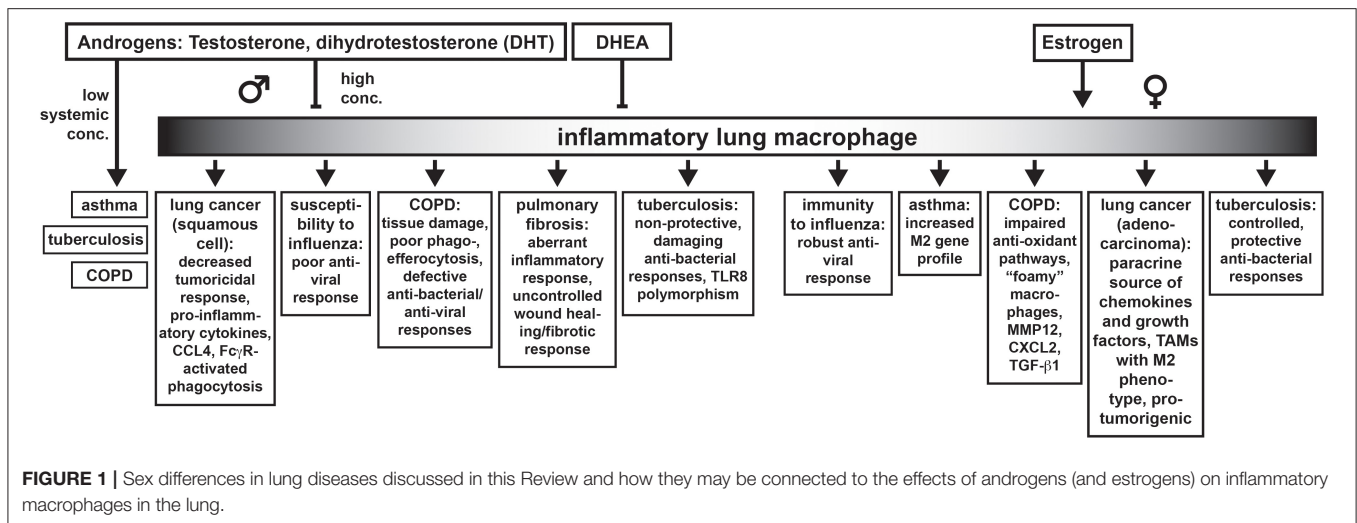 Androgens: Testosterone, dihydrotestosterone (DHT)
DHEA
Estrogen
low
systemic
conc.
♂
high
conc.
♀
inflammatory lung macrophage
asthma
tuberculosis
COPD
lung cancer
(squamous
cell):
decreased
tumoricidal
response,
pro-inflamm-
atory cytokines,
CCL4, FcγR-
activated
phagocytosis
suscepti-
bility to
influenza:
poor anti-
viral
response
COPD:
tissue damage,
poor phago-,
efferocytosis,
defective
anti-bacterial/
anti-viral
responses
pulmonary
fibrosis:
aberrant
inflammatory
response,
uncontrolled
wound heal-
ing/fibrotic
response
tuberculosis:
non-protective,
damaging
anti-bacterial
responses, TLR8
polymorphism
immunity
to influenza:
robust anti-
viral
response
asthma:
increased
M2 gene
profile
COPD:
impaired
anti-oxidant
pathways,
“foamy”
macro-
phages,
MMP12,
CXCL2,
TGF-β1
lung cancer
(adeno-
carcinoma):
paracrine
source of
chemokines
and growth
factors, TAMs
with M2
pheno-
type, pro-
tumorigenic
tuberculosis:
controlled,
protective
anti-bacterial
responses
FIGURE 1 | Sex differences in lung diseases discussed in this Review and how they may be connected to the effects of androgens (and estrogens) on inflammatory
macrophages in the lung.